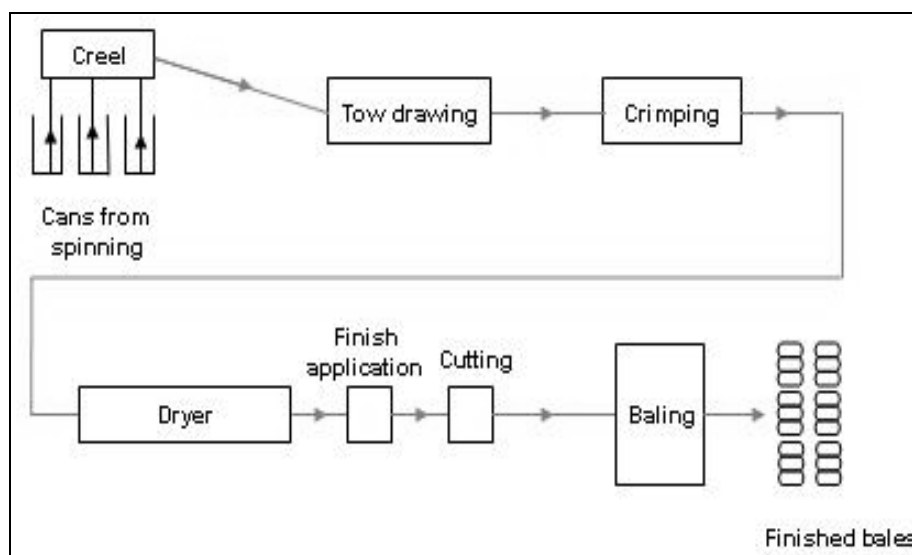 Creel
Tow drawing
Crimping
Cans from
spinning
Finish
application
Cutting
Dryer
Baling
Finished bales